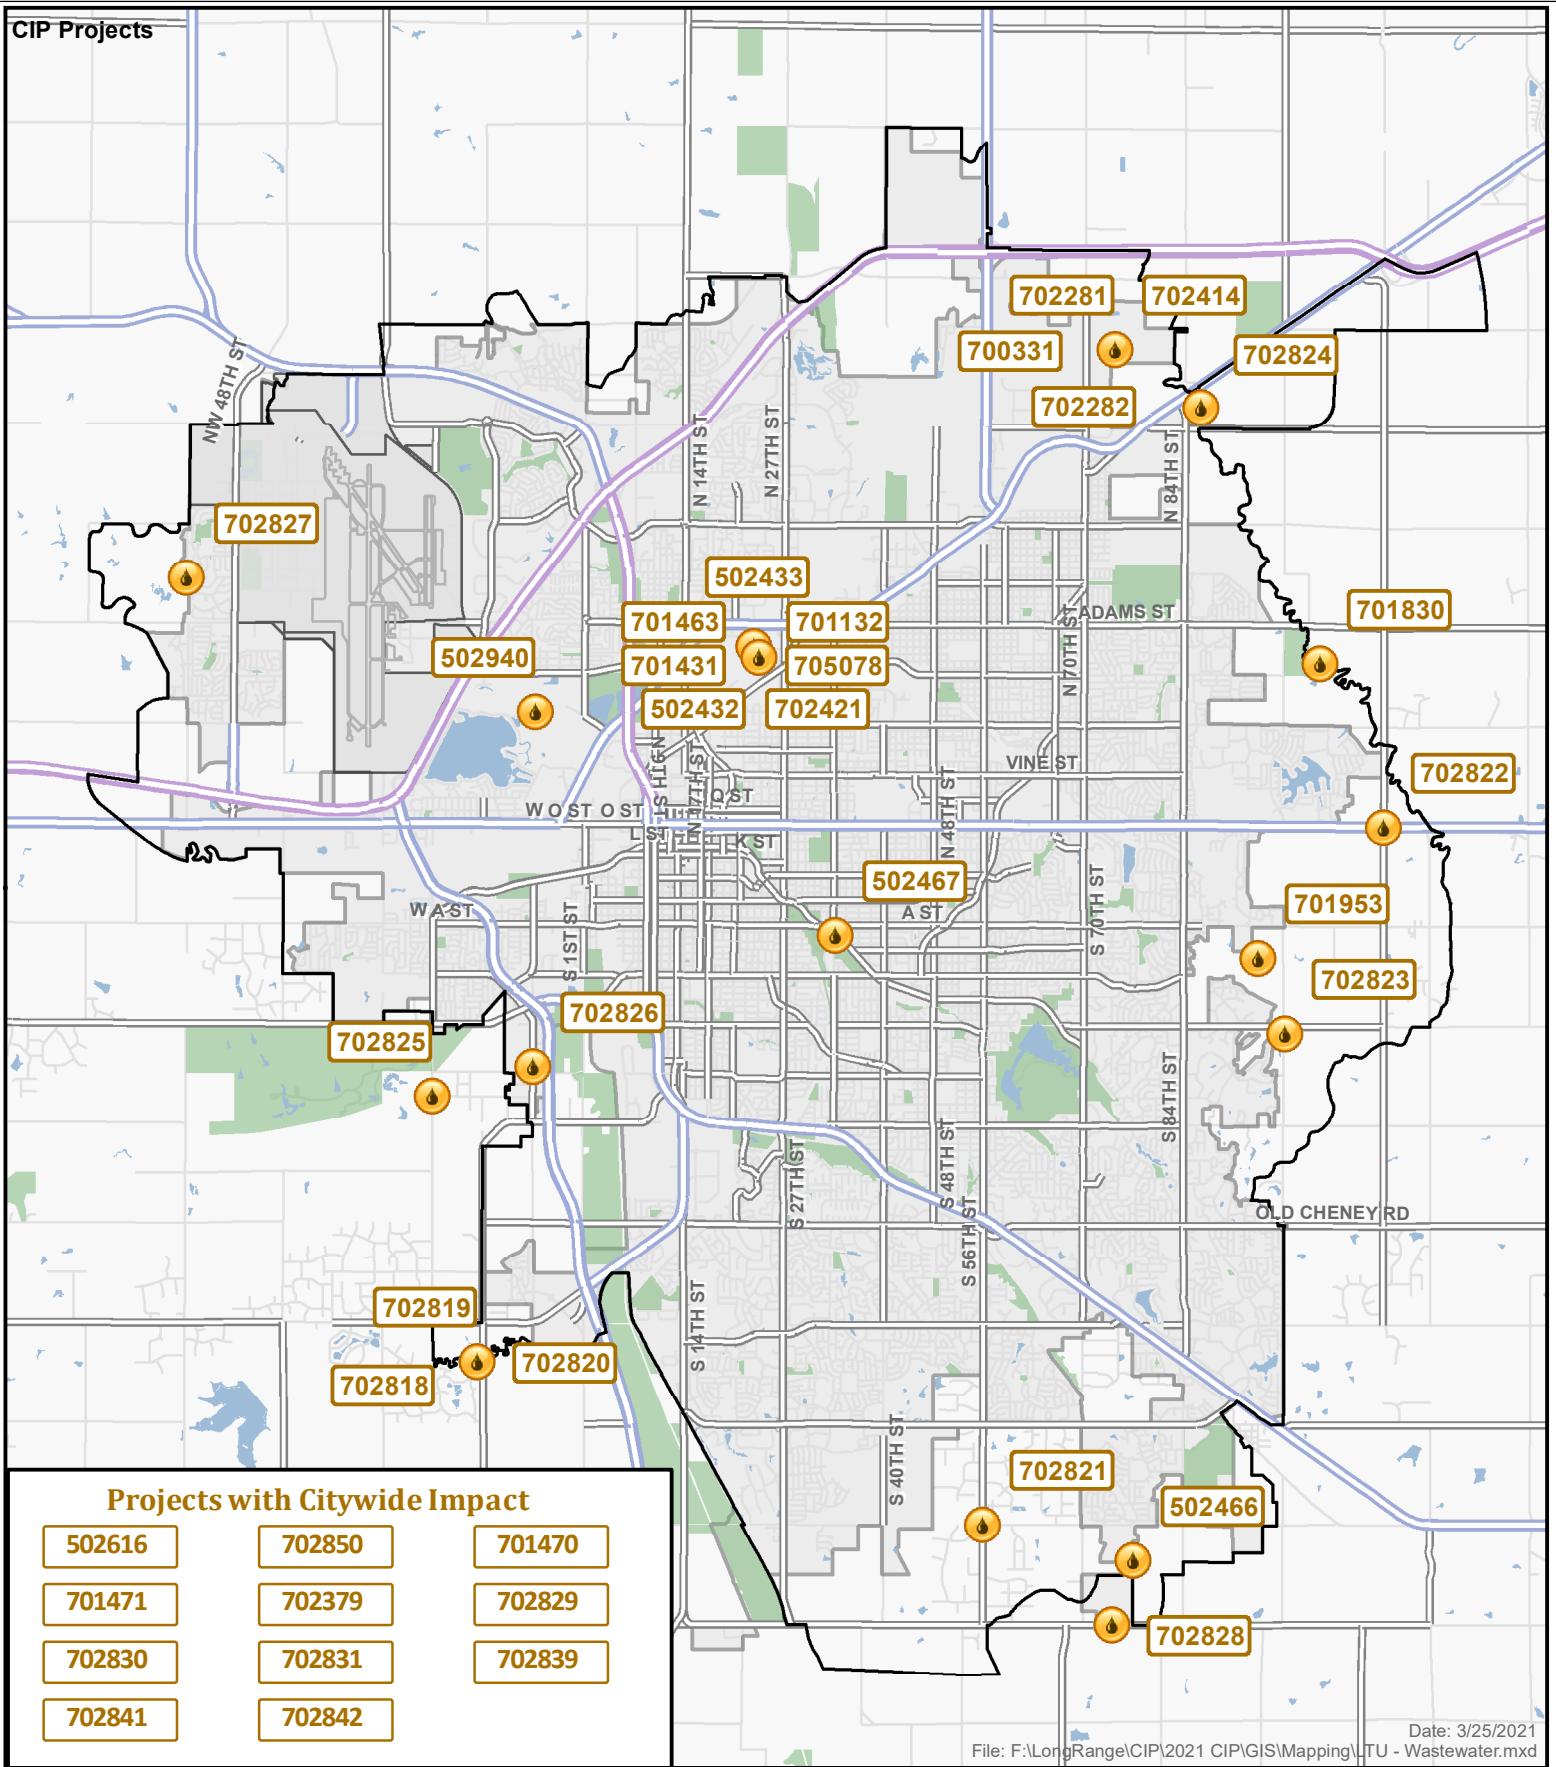 CIP Projects
702281
702414
700331
702824
702282
NW 48TH ST
N 14TH ST
N 27TH ST
N 84TH ST
702827
502433
701463
701132
ADAMS ST
701830
502940
701431
705078
N 70TH ST
502432
702421
VINE ST
702822
N 9TH ST
N 17TH ST
Q ST
W O ST
O ST
L ST
K ST
N 48TH ST
502467
701953
W A ST
A ST
S 1ST ST
S 70TH ST
702823
702826
702825
S 84TH ST
S 27TH ST
S 48TH ST
S 56TH ST
OLD CHENEY RD
702819
S 14TH ST
702820
702818
S 40TH ST
702821
502466
702828
Projects with Citywide Impact
502616 702850 701470
701471 702379 702829
702830 702831 702839
702841 702842
Date: 3/25/2021
File: F:\LongRange\CIP\2021 CIP\GIS\Mapping\LTU - Wastewater.mxd